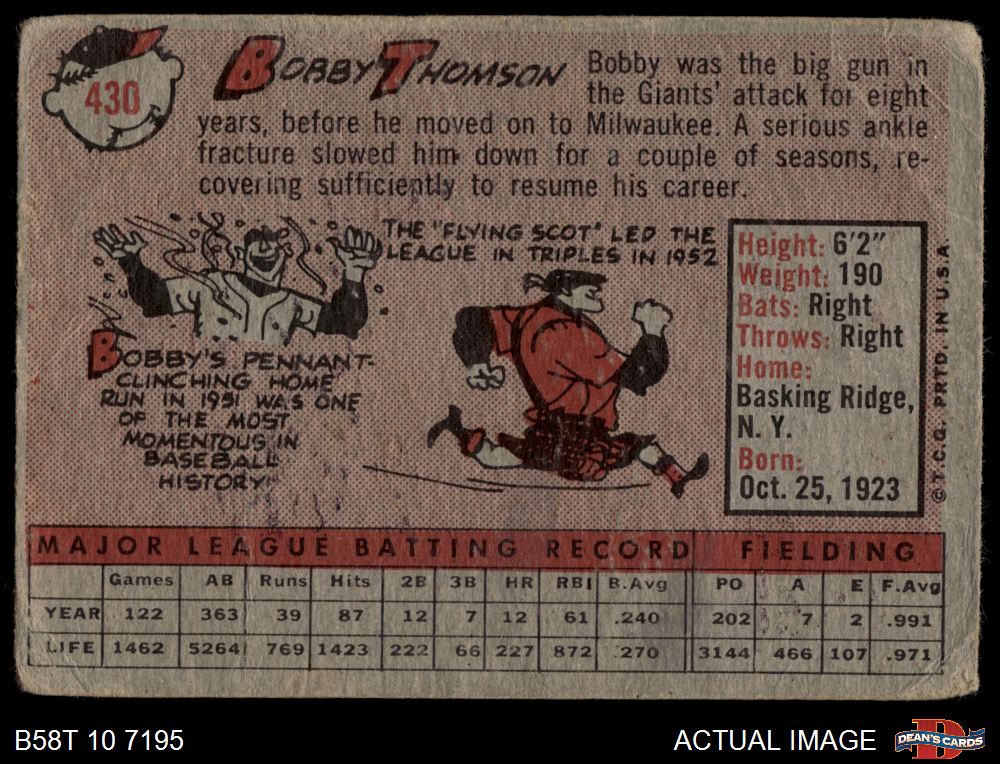 430
BOBBY THOMSON
Bobby was the big gun in
the Giants' attack for eight
years, before he moved on to Milwaukee. A serious ankle
fracture slowed him down for a couple of seasons, re-
covering sufficiently to resume his career.
THE "FLYING SCOT" LED THE
LEAGUE IN TRIPLES IN 1952
BOBBY'S PENNANT-
CLINCHING HOME
RUN IN 1951 WAS ONE
OF THE MOST
MOMENTOUS IN
BASEBALL
HISTORY!
Height: 6'2"
Weight: 190
Bats: Right
Throws: Right
Home:
Basking Ridge,
N. Y.
Born:
Oct. 25, 1923
© T.C.G. PRTD. IN U.S.A.
MAJOR LEAGUE BATTING RECORD FIELDING
Games AB Runs Hits 2B 3B HR RBI B.Avg PO A E F.Avg
YEAR 122 363 39 87 12 7 12 61 .240 202 7 2 .991
LIFE 1462 5264 769 1423 222 66 227 872 .270 3144 466 107 .971
B58T 10 7195
ACTUAL IMAGE
DEAN'S CARDS